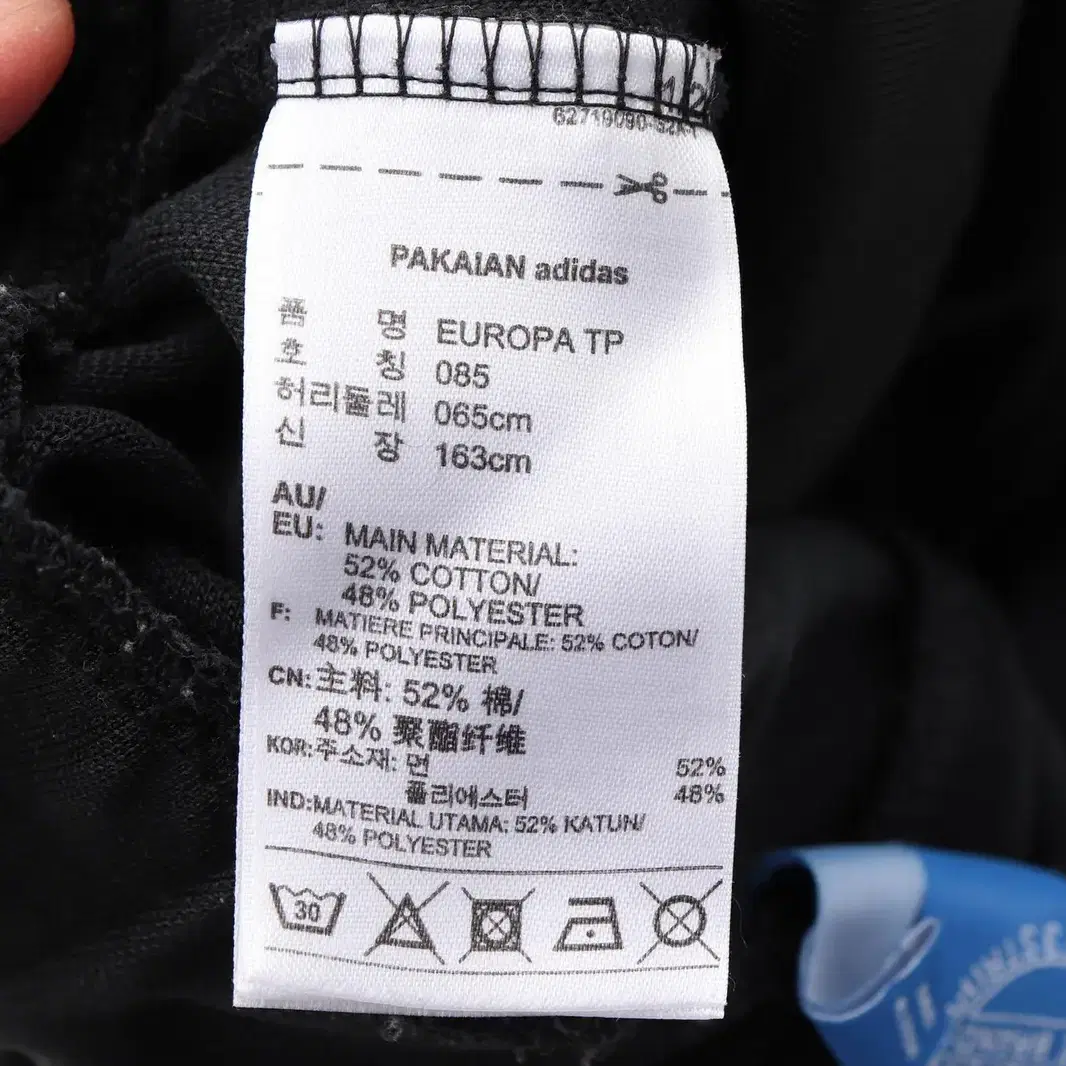 1/2
PAKAIAN adidas
품 명 EUROPA TP
호 칭 085
허리둘레 065cm
신 장 163cm
AU/
EU: MAIN MATERIAL:
52% COTTON/
48% POLYESTER
F: MATIERE PRINCIPALE: 52% COTON/
48% POLYESTER
CN: 主料: 52% 棉/
48% 聚酯纤维
KOR: 주소재: 면 52%
폴리에스터 48%
IND: MATERIAL UTAMA: 52% KATUN/
48% POLYESTER
30